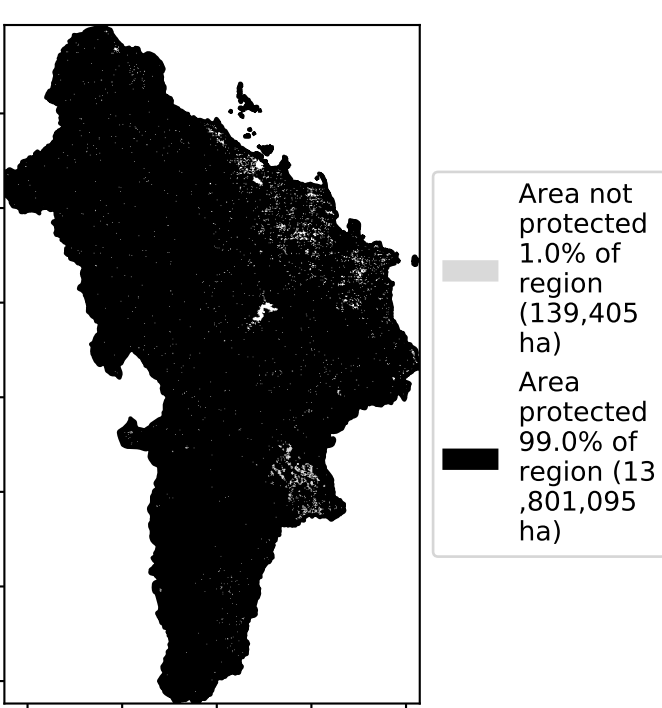 Area not
protected
1.0% of
region
(139,405
ha)
Area
protected
99.0% of
region (13
,801,095
ha)